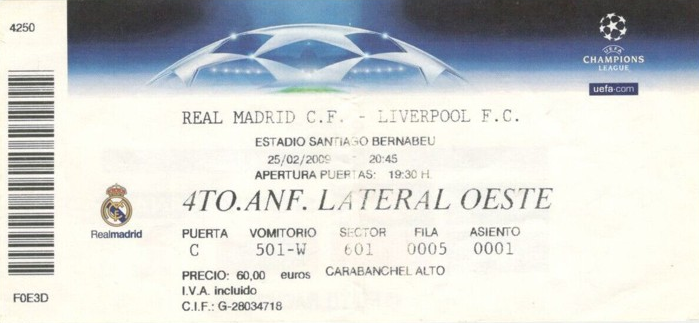 4250
UEFA
CHAMPIONS
LEAGUE
uefa.com
REAL MADRID C.F. - LIVERPOOL F.C.
ESTADIO SANTIAGO BERNABEU
25/02/2009 - 20:45
APERTURA PUERTAS: 19:30 H.
4TO.ANF. LATERAL OESTE
Realmadrid
PUERTA VOMITORIO SECTOR FILA ASIENTO
C 501-W 601 0005 0001
PRECIO: 60,00 euros CARABANCHEL ALTO
I.V.A. incluido
C.I.F.: G-28034718
F0E3D